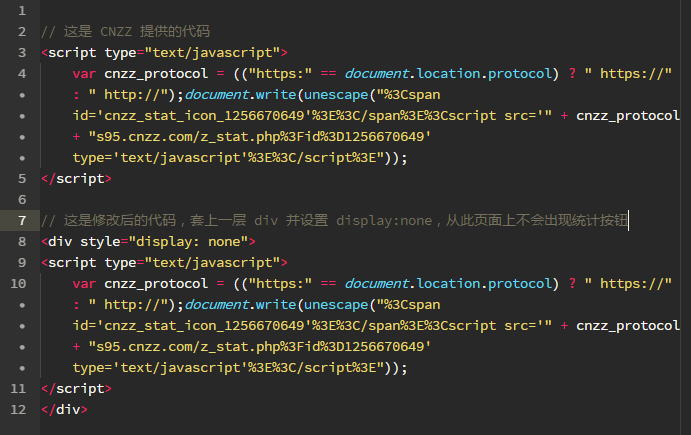 1
2 // 这是 CNZZ 提供的代码
3 <script type="text/javascript">
4 var cnzz_protocol = (("https:" == document.location.protocol) ? " https://"
• : " http://");document.write(unescape("%3Cspan
• id='cnzz_stat_icon_1256670649'%3E%3C/span%3E%3Cscript src='" + cnzz_protocol
• + "s95.cnzz.com/z_stat.php%3Fid%3D1256670649'
• type='text/javascript'%3E%3C/script%3E"));
5 </script>
6
7 // 这是修改后的代码，套上一层 div 并设置 display:none，从此页面上不会出现统计按钮
8 <div style="display: none">
9 <script type="text/javascript">
10 var cnzz_protocol = (("https:" == document.location.protocol) ? " https://"
• : " http://");document.write(unescape("%3Cspan
• id='cnzz_stat_icon_1256670649'%3E%3C/span%3E%3Cscript src='" + cnzz_protocol
• + "s95.cnzz.com/z_stat.php%3Fid%3D1256670649'
• type='text/javascript'%3E%3C/script%3E"));
11 </script>
12 </div>